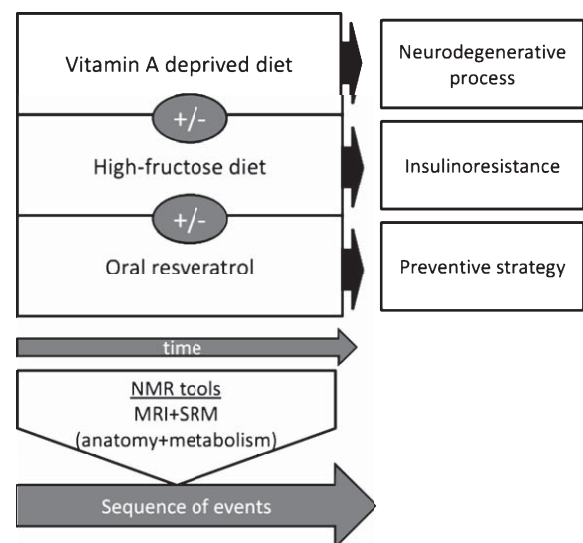 Vitamin A deprived diet
Neurodegenerative
process
+/-
High-fructose diet
Insulinoresistance
+/-
Oral resveratrol
Preventive strategy
time
NMR tools
MRI+SRM
(anatomy+metabolism)
Sequence of events